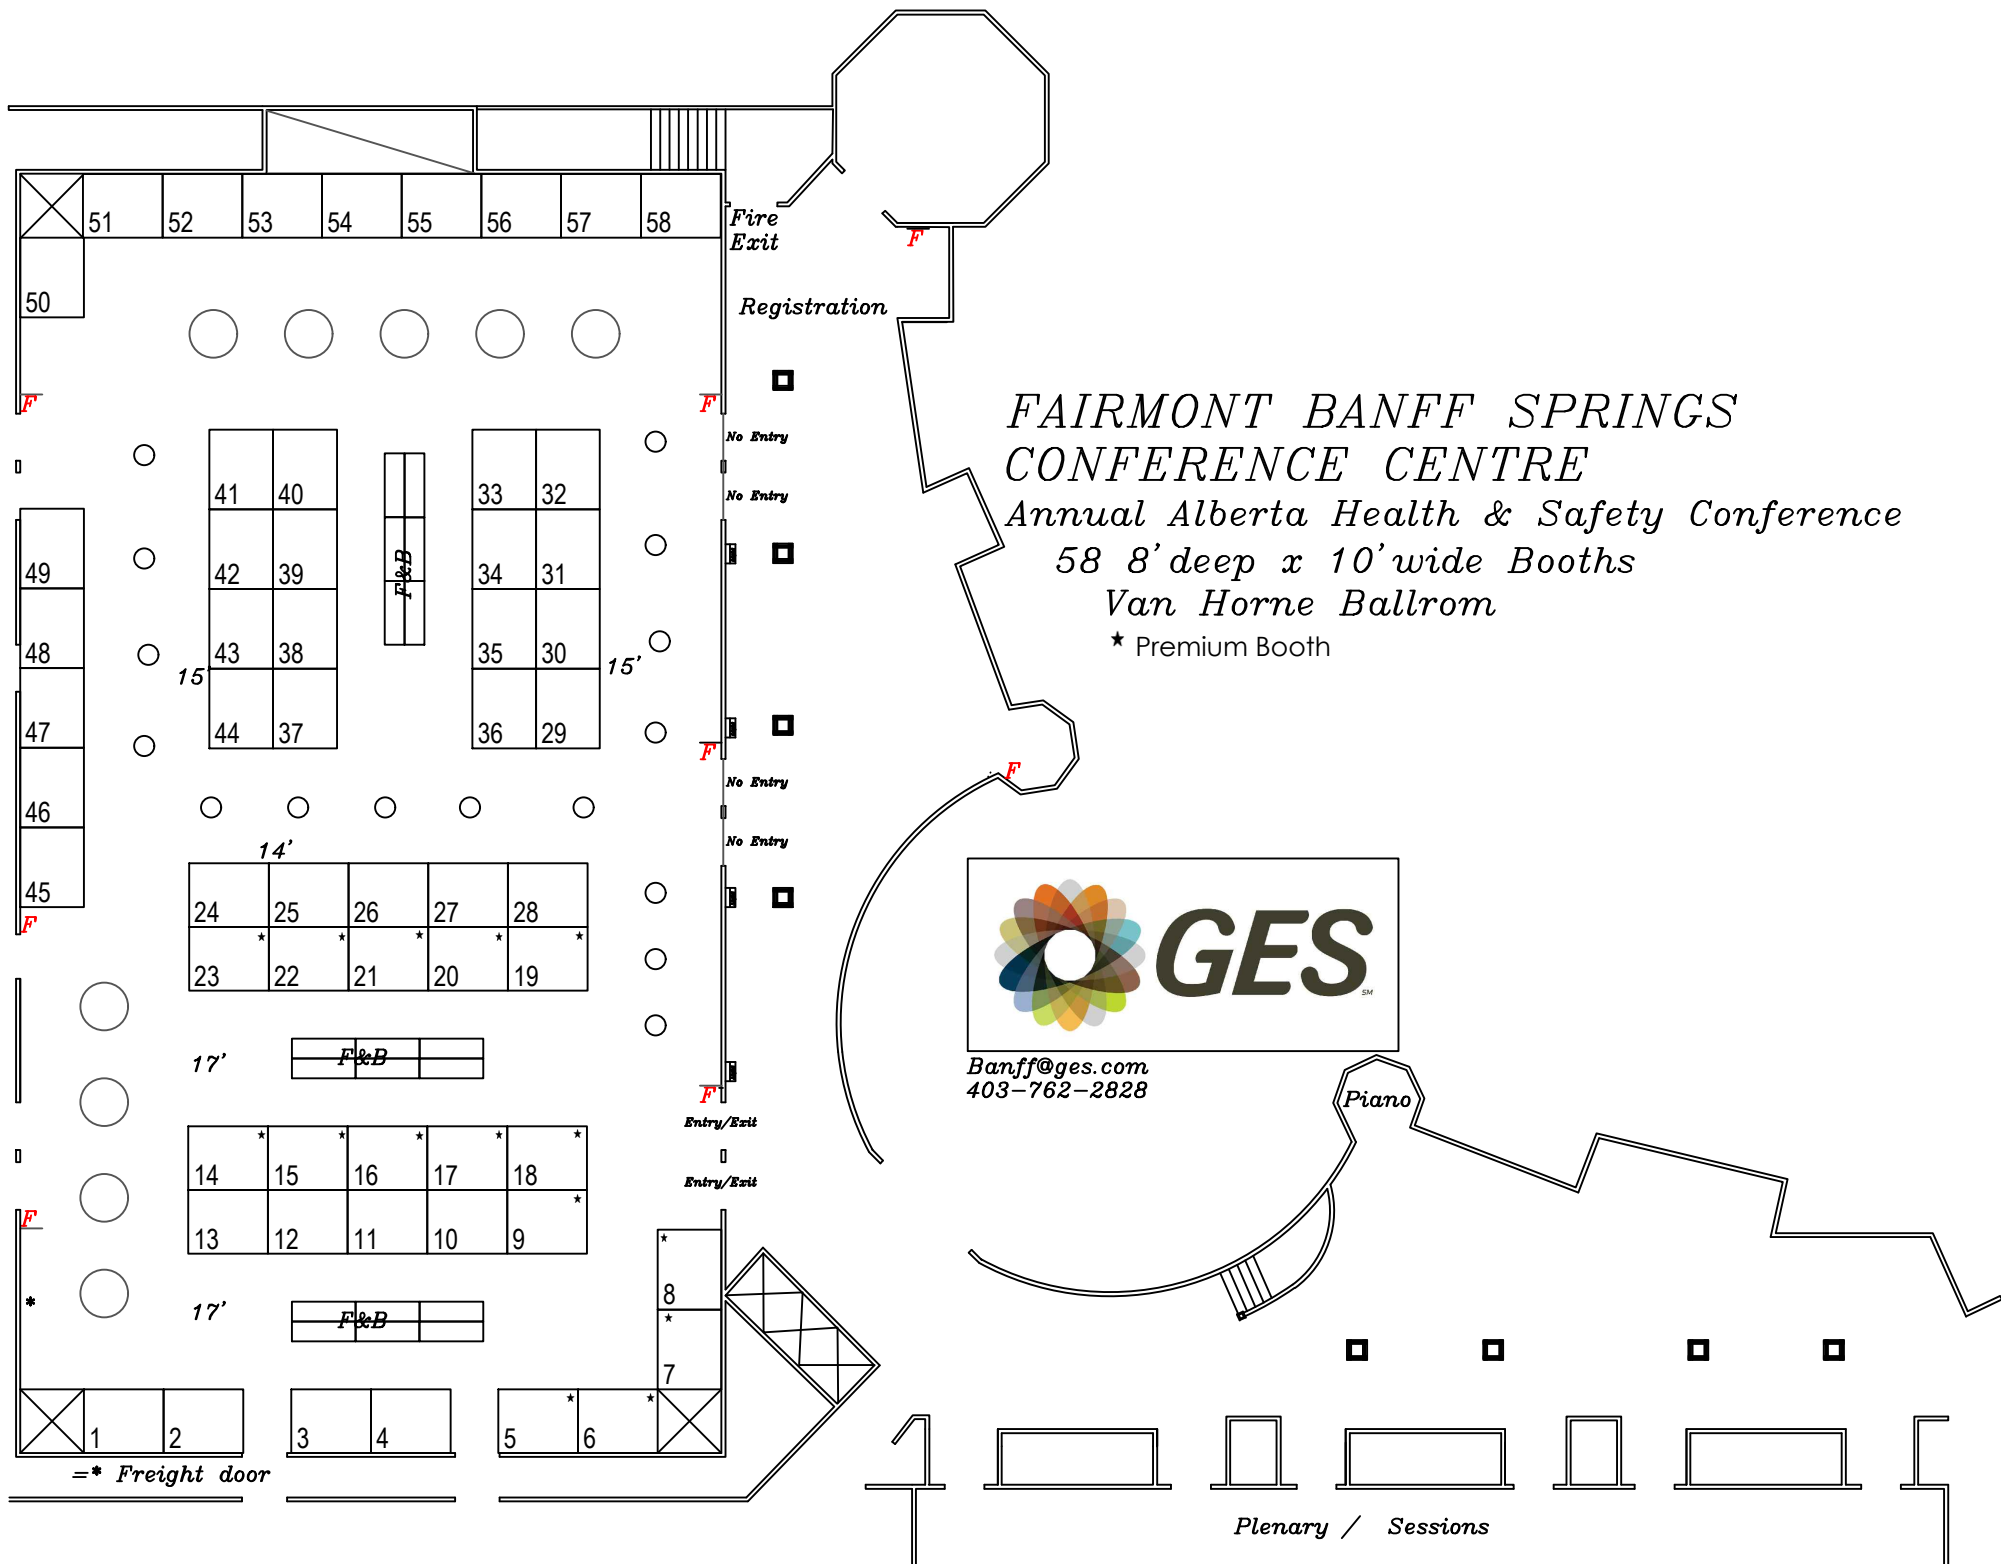 51 52 53 54 55 56 57 58
Fire
Exit
F
50
Registration
F
F
No Entry
FAIRMONT BANFF SPRINGS
CONFERENCE CENTRE
41 40 33 32
No Entry
Annual Alberta Health & Safety Conference
58 8' deep x 10' wide Booths
49 42 39 F&B 34 31
Van Horne Ballrom
★ Premium Booth
48 43 38 35 30
15' 15'
47 44 37 36 29
F
F
No Entry
46
No Entry
14'
45
24 25 26 27 28
F
★ ★ ★ ★ ★
23 22 21 20 19
GES
SM
17' F&B
Banff@ges.com
403-762-2828
F
Piano
Entry/Exit
★ ★ ★ ★ ★
14 15 16 17 18
Entry/Exit
★
F
13 12 11 10 9
★
8
*
17' F&B
★
7
★ ★
1 2 3 4 5 6
=* Freight door
Plenary / Sessions